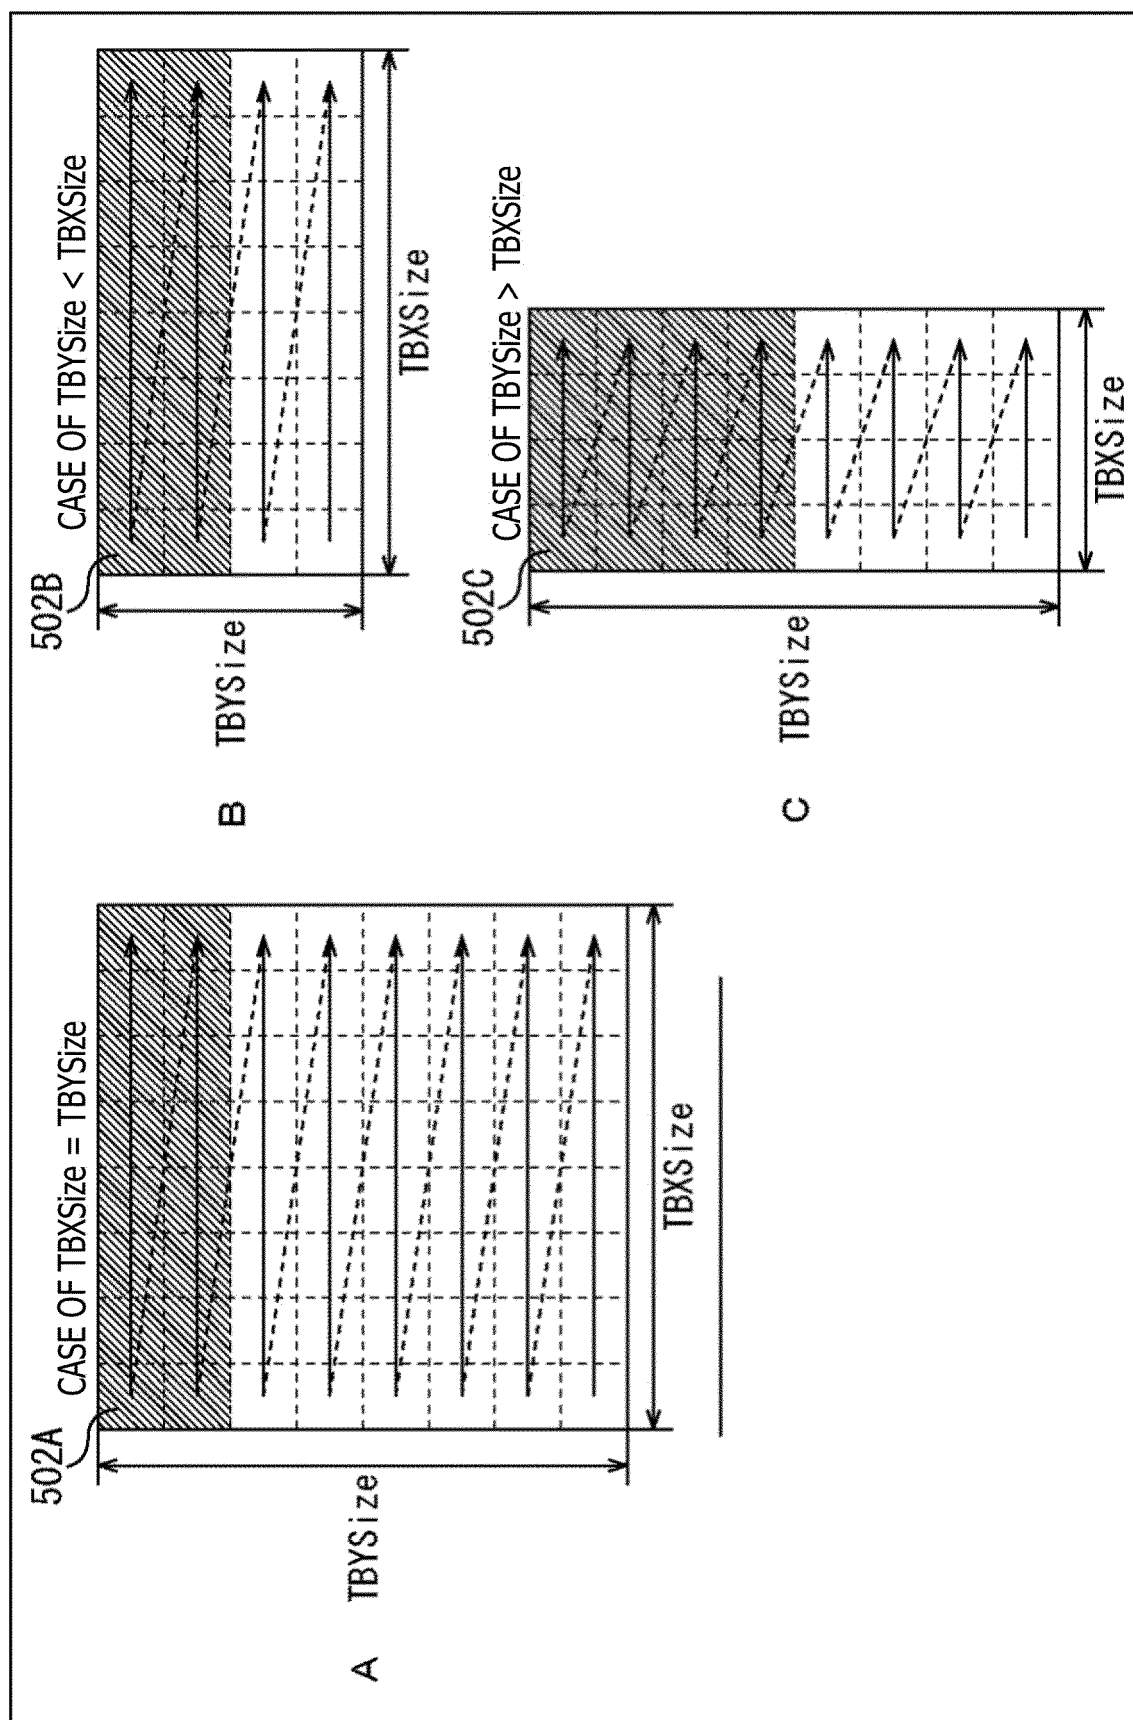 A
502A
CASE OF TBXSize = TBYSize
TBYSize
TBXSize
B
502B
CASE OF TBYSize < TBXSize
TBYSize
TBXSize
C
502C
CASE OF TBYSize > TBXSize
TBYSize
TBXSize